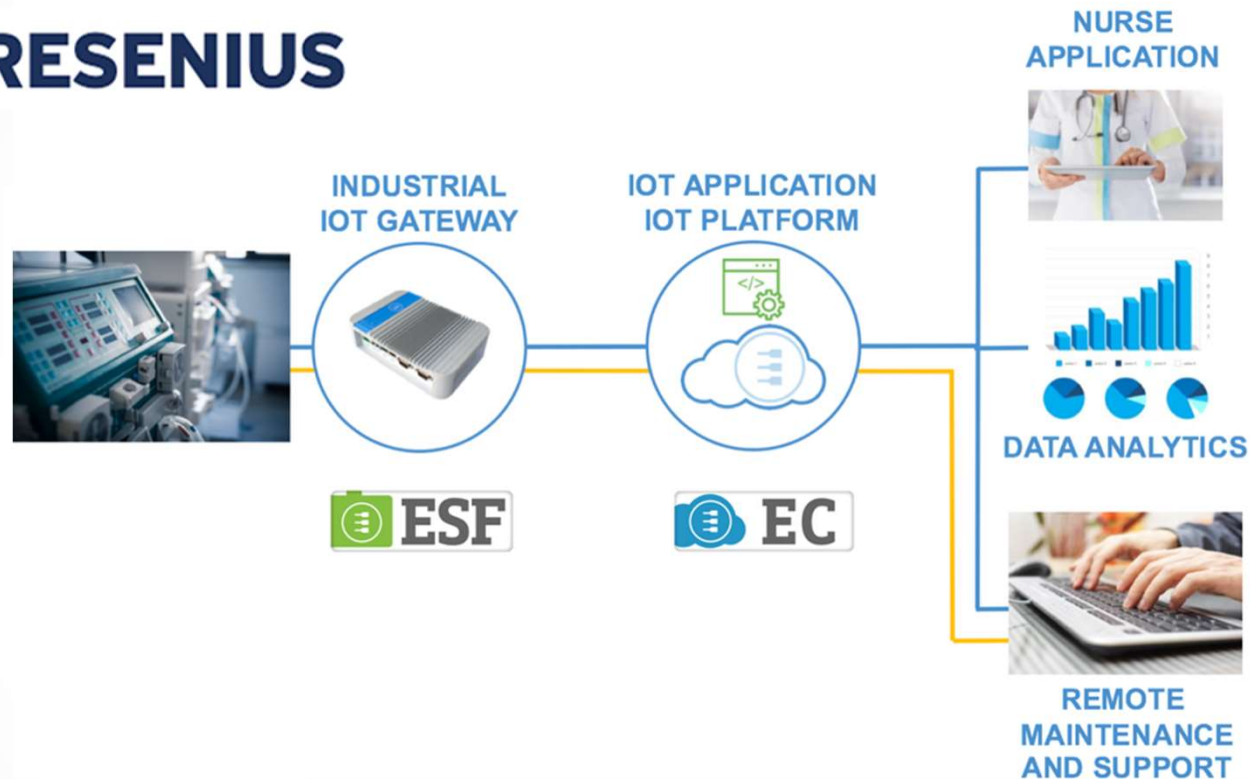 RESENIUS
INDUSTRIAL
IOT GATEWAY
IOT APPLICATION
IOT PLATFORM
NURSE
APPLICATION
</>
DATA ANALYTICS
ESF
EC
REMOTE
MAINTENANCE
AND SUPPORT